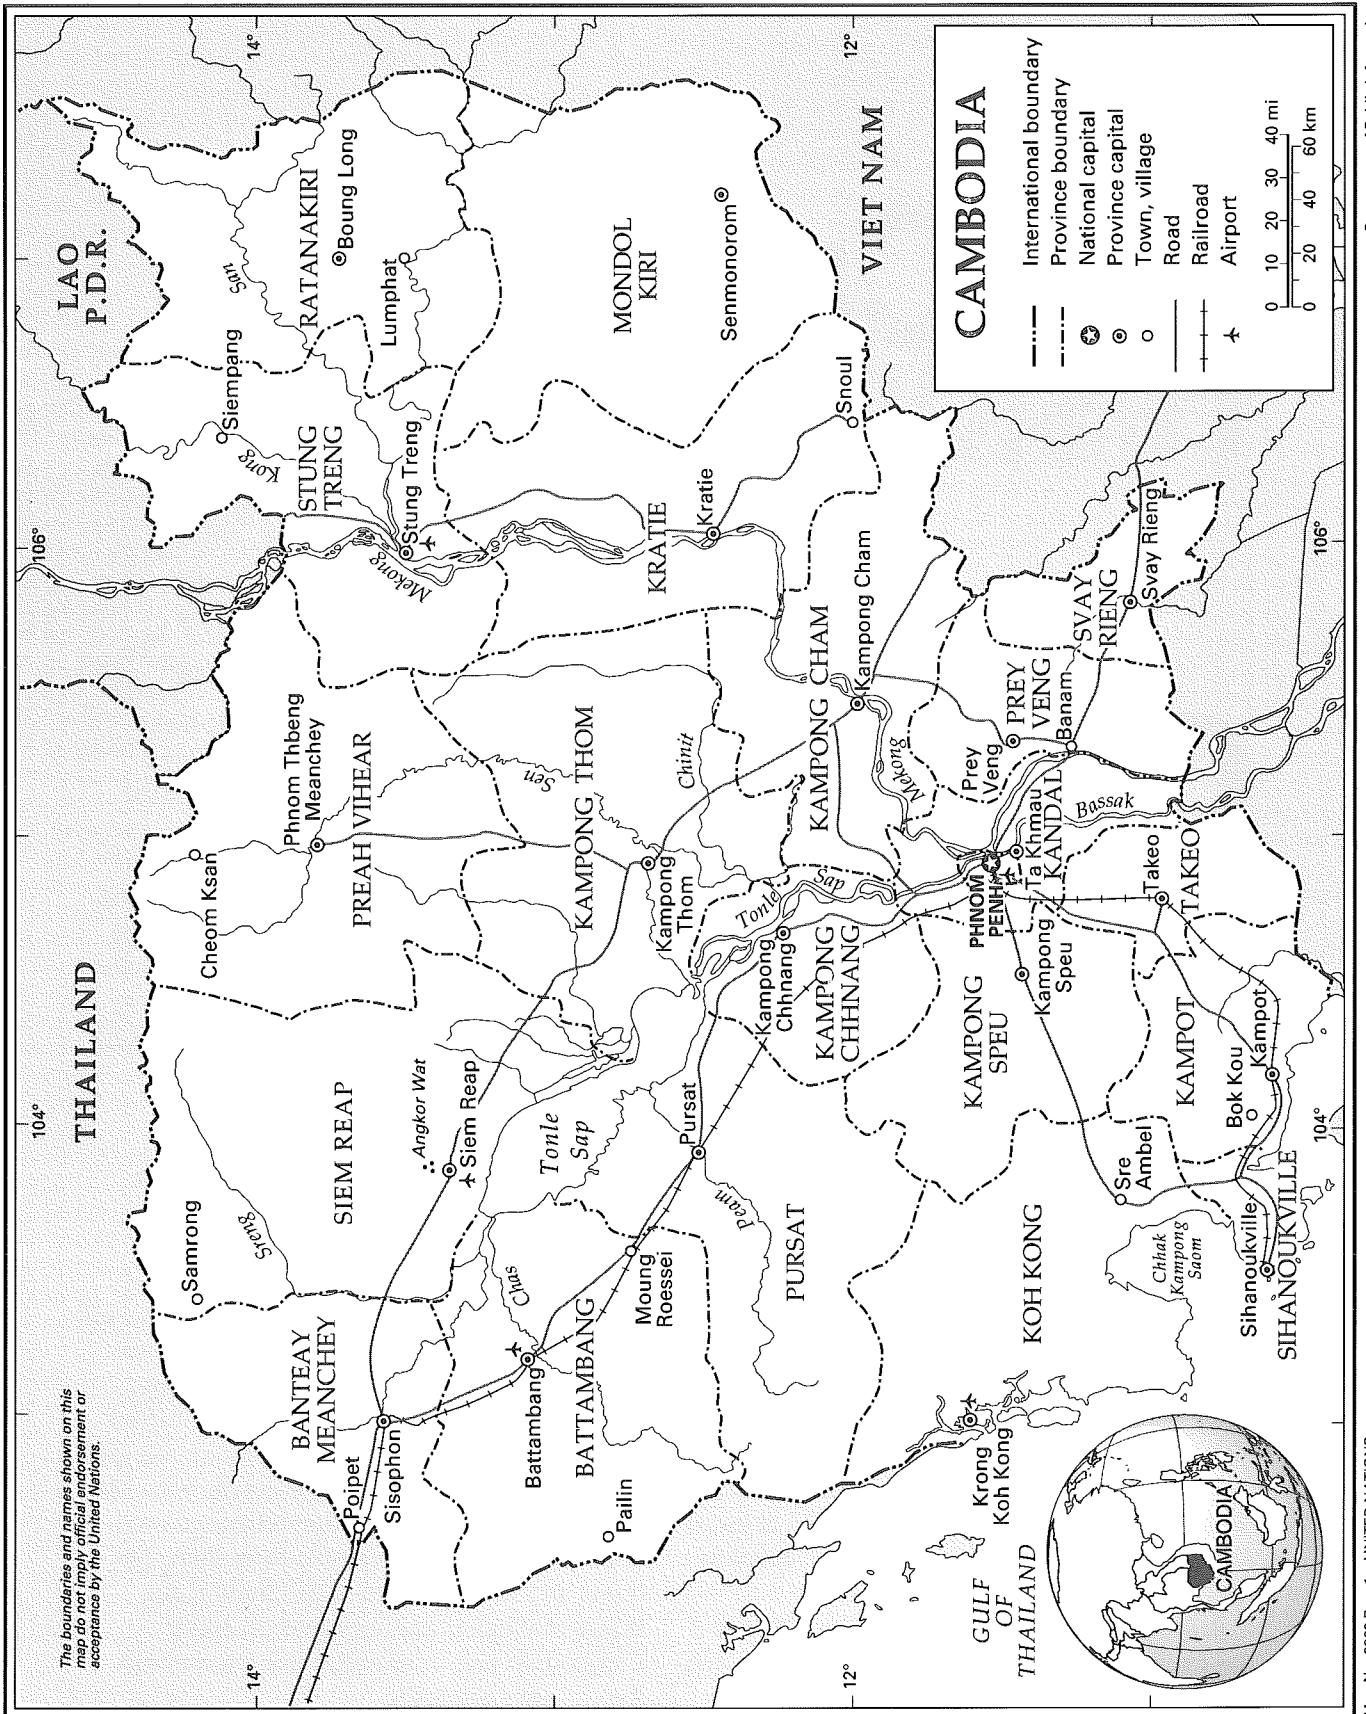 The boundaries and names shown on this
map do not imply official endorsement or
acceptance by the United Nations.
104°
106°
THAILAND
LAO
P.D.R.
14°
14°
Samrong
Cheom Ksan
Siempang
Sreng
Kong
San
BANTEAY
MEANCHEY
SIEM REAP
Phnom Thbeng
Meanchey
PREAH VIHEAR
STUNG
TRENG
RATANAKIRI
Boung Long
Poipet
Sisophon
Angkor Wat
Siem Reap
Mekong
Stung Treng
Lumphat
Chas
Tonle
Sap
Sen
Battambang
BATTAMBANG
KAMPONG THOM
Pailin
Moung
Roessei
Pursat
Kampong
Thom
Chinit
KRATIE
Kratie
MONDOL
KIRI
Senmonorom
Peam
PURSAT
Kampong
Chhnang
KAMPONG
CHHNANG
Tonle
Sap
KAMPONG CHAM
Kampong Cham
Snoul
12°
12°
VIET NAM
Mekong
Krong
Koh Kong
KOH KONG
KAMPONG
SPEU
PHNOM
PENH
Prey
Veng
PREY
VENG
GULF
OF
THAILAND
Kampong
Speu
Ta Khmau
KANDAL
Banam
SVAY
RIENG
Svay Rieng
Bassak
Sre
Ambel
Chhak
Kampong
Saom
KAMPOT
Takeo
TAKEO
Bok Kou
Kampot
Sihanoukville
SIHANOUKVILLE
104°
106°
CAMBODIA
CAMBODIA
International boundary
Province boundary
National capital
Province capital
Town, village
Road
Railroad
Airport
0 10 20 30 40 mi
0 20 40 60 km